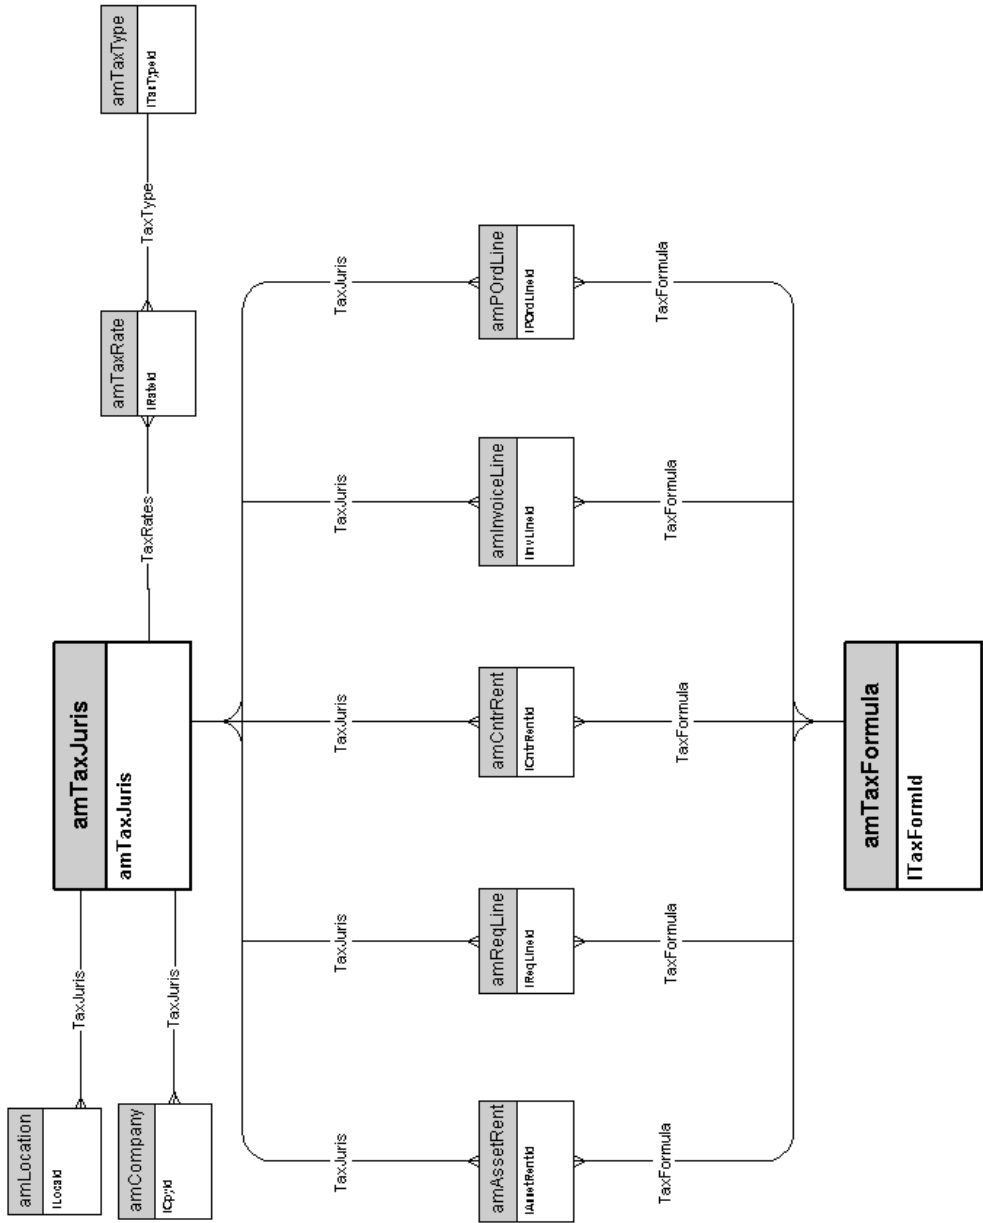 amLocation
lLocaId
amCompany
lCpyId
TaxJuris
TaxJuris
amTaxJuris
amTaxJuris
TaxRates
amTaxRate
lRateId
TaxType
amTaxType
lTaxTypeId
TaxJuris
TaxJuris
TaxJuris
TaxJuris
TaxJuris
amAssetRent
lAssetRentId
amReqLine
lReqLineId
amCntrRent
lCntrRentId
amInvoiceLine
lInvLineId
amPOrdLine
lPOrdLineId
TaxFormula
TaxFormula
TaxFormula
TaxFormula
TaxFormula
amTaxFormula
lTaxFormId